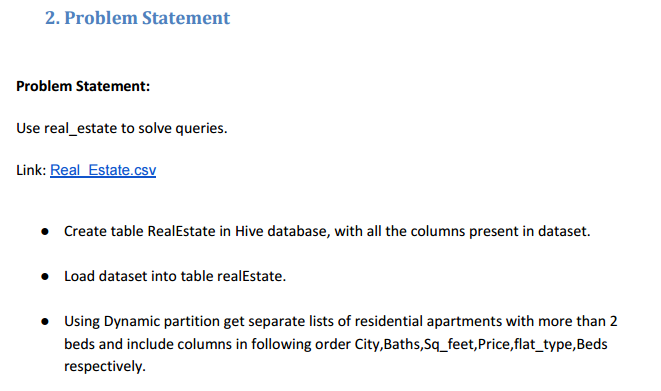 2. Problem Statement
Problem Statement:
Use real_estate to solve queries.
Link: Real_Estate.csv
● Create table RealEstate in Hive database, with all the columns present in dataset.
● Load dataset into table realEstate.
● Using Dynamic partition get separate lists of residential apartments with more than 2
beds and include columns in following order City,Baths,Sq_feet,Price,flat_type,Beds
respectively.